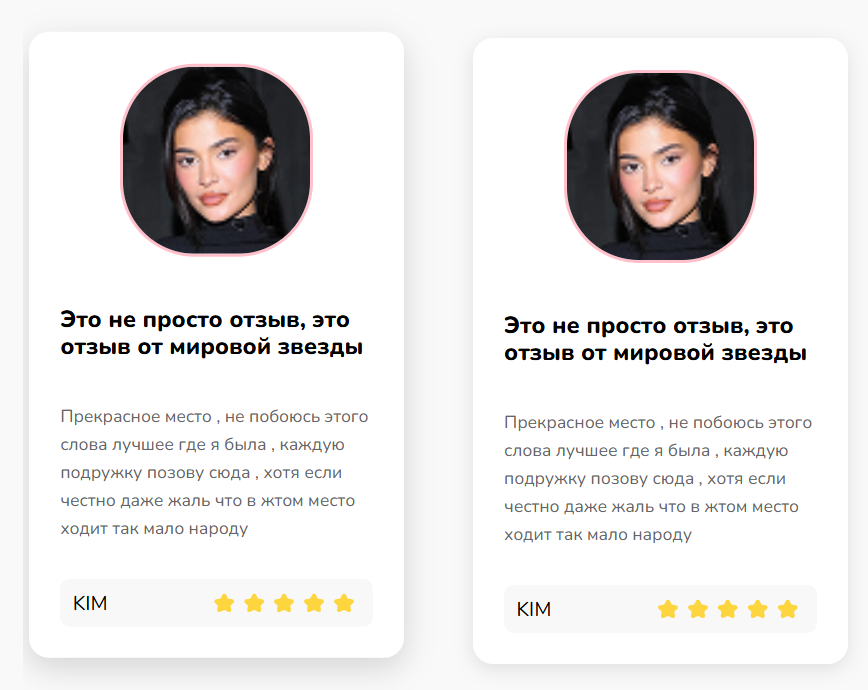 Это не просто отзыв, это
отзыв от мировой звезды
Прекрасное место , не побоюсь этого
слова лучшее где я была , каждую
подружку позову сюда , хотя если
честно даже жаль что в жтом место
ходит так мало народу
KIM
Это не просто отзыв, это
отзыв от мировой звезды
Прекрасное место , не побоюсь этого
слова лучшее где я была , каждую
подружку позову сюда , хотя если
честно даже жаль что в жтом место
ходит так мало народу
KIM